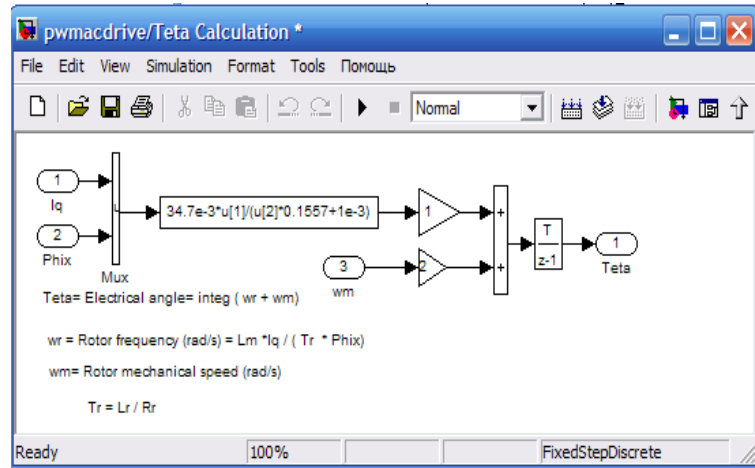 pwmacdrive/Teta Calculation *
File Edit View Simulation Format Tools Помощь
Normal
1
Iq
34.7e-3*u[1]/(u[2]*0.1557+1e-3)
1
+
2
Phix
Mux
T
z-1
1
Teta
3
wm
2
+
Teta= Electrical angle= integ ( wr + wm)
wr = Rotor frequency (rad/s) = Lm *Iq / ( Tr * Phix)
wm= Rotor mechanical speed (rad/s)
Tr = Lr / Rr
Ready 100% FixedStepDiscrete